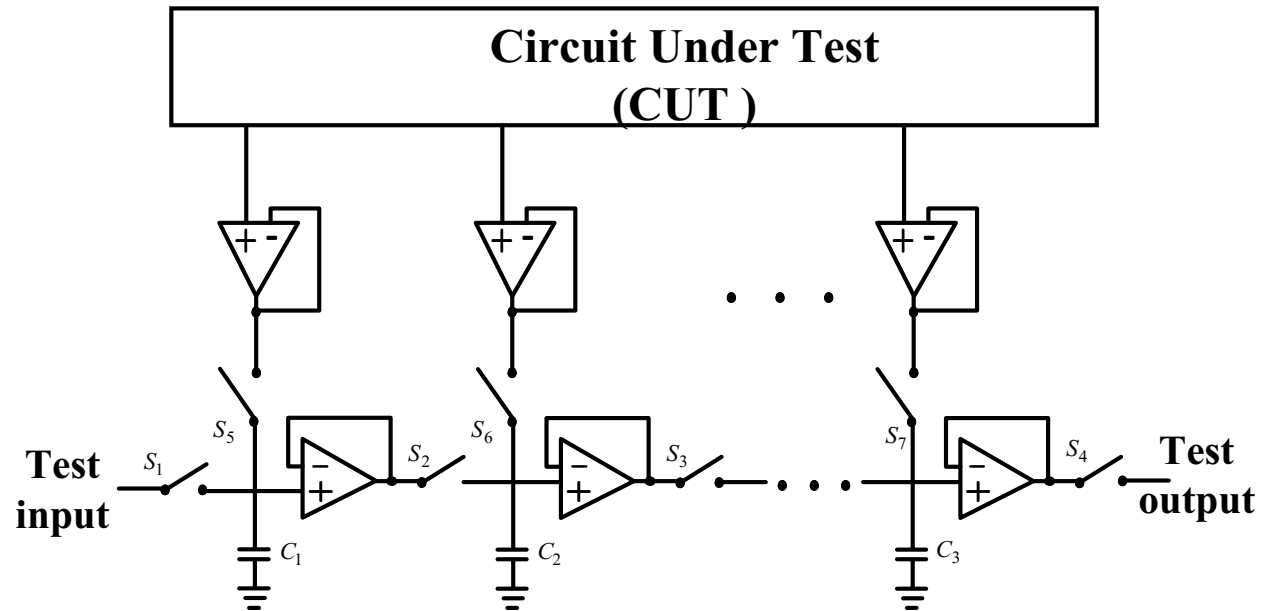 Circuit Under Test
(CUT )
+ -
+ -
+ -
S5
S6
S7
Test
input
S1
−
+
S2
−
+
S3
−
+
S4
Test
output
C1
C2
C3